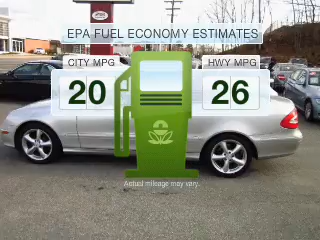 EPA FUEL ECONOMY ESTIMATES
CITY MPG
HWY MPG
20
26
Actual mileage may vary.